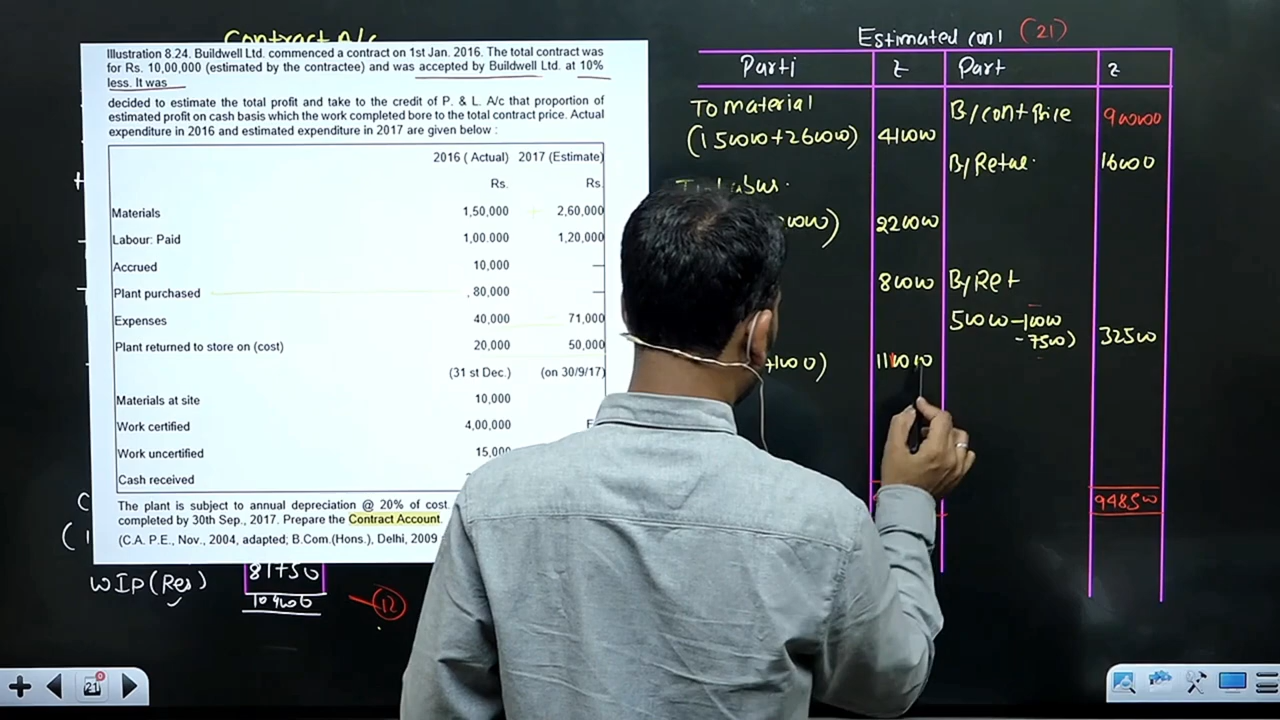 Contract A/c
Illustration 8.24. Buildwell Ltd. commenced a contract on 1st Jan. 2016. The total contract was
for Rs. 10,00,000 (estimated by the contractee) and was accepted by Buildwell Ltd. at 10%
less. It was
decided to estimate the total profit and take to the credit of P. & L. A/c that proportion of
estimated profit on cash basis which the work completed bore to the total contract price. Actual
expenditure in 2016 and estimated expenditure in 2017 are given below :
2016 ( Actual) 2017 (Estimate)
Rs. Rs.
Materials 1,50,000 2,60,000
Labour: Paid 1,00.000 1,20,000
Accrued 10,000 —
Plant purchased 80,000 —
Expenses 40,000 71,000
Plant returned to store on (cost) 20,000 50,000
(31 st Dec.) (on 30/9/17)
Materials at site 10,000
Work certified 4,00,000
Work uncertified 15,000
Cash received
The plant is subject to annual depreciation @ 20% of cost.
completed by 30th Sep., 2017. Prepare the Contract Account.
(C.A. P.E., Nov., 2004, adapted; B.Com.(Hons.), Delhi, 2009
WIP (Res) 81750
(12)
Estimated con1 (21)
Parti ₹ Part ₹
To material B/cont price 900000
(150000+260000) 410000
B/Retu. 16000
220000
80000 B/Ret
50000-10000
-7500) 32500
111000
948500
21